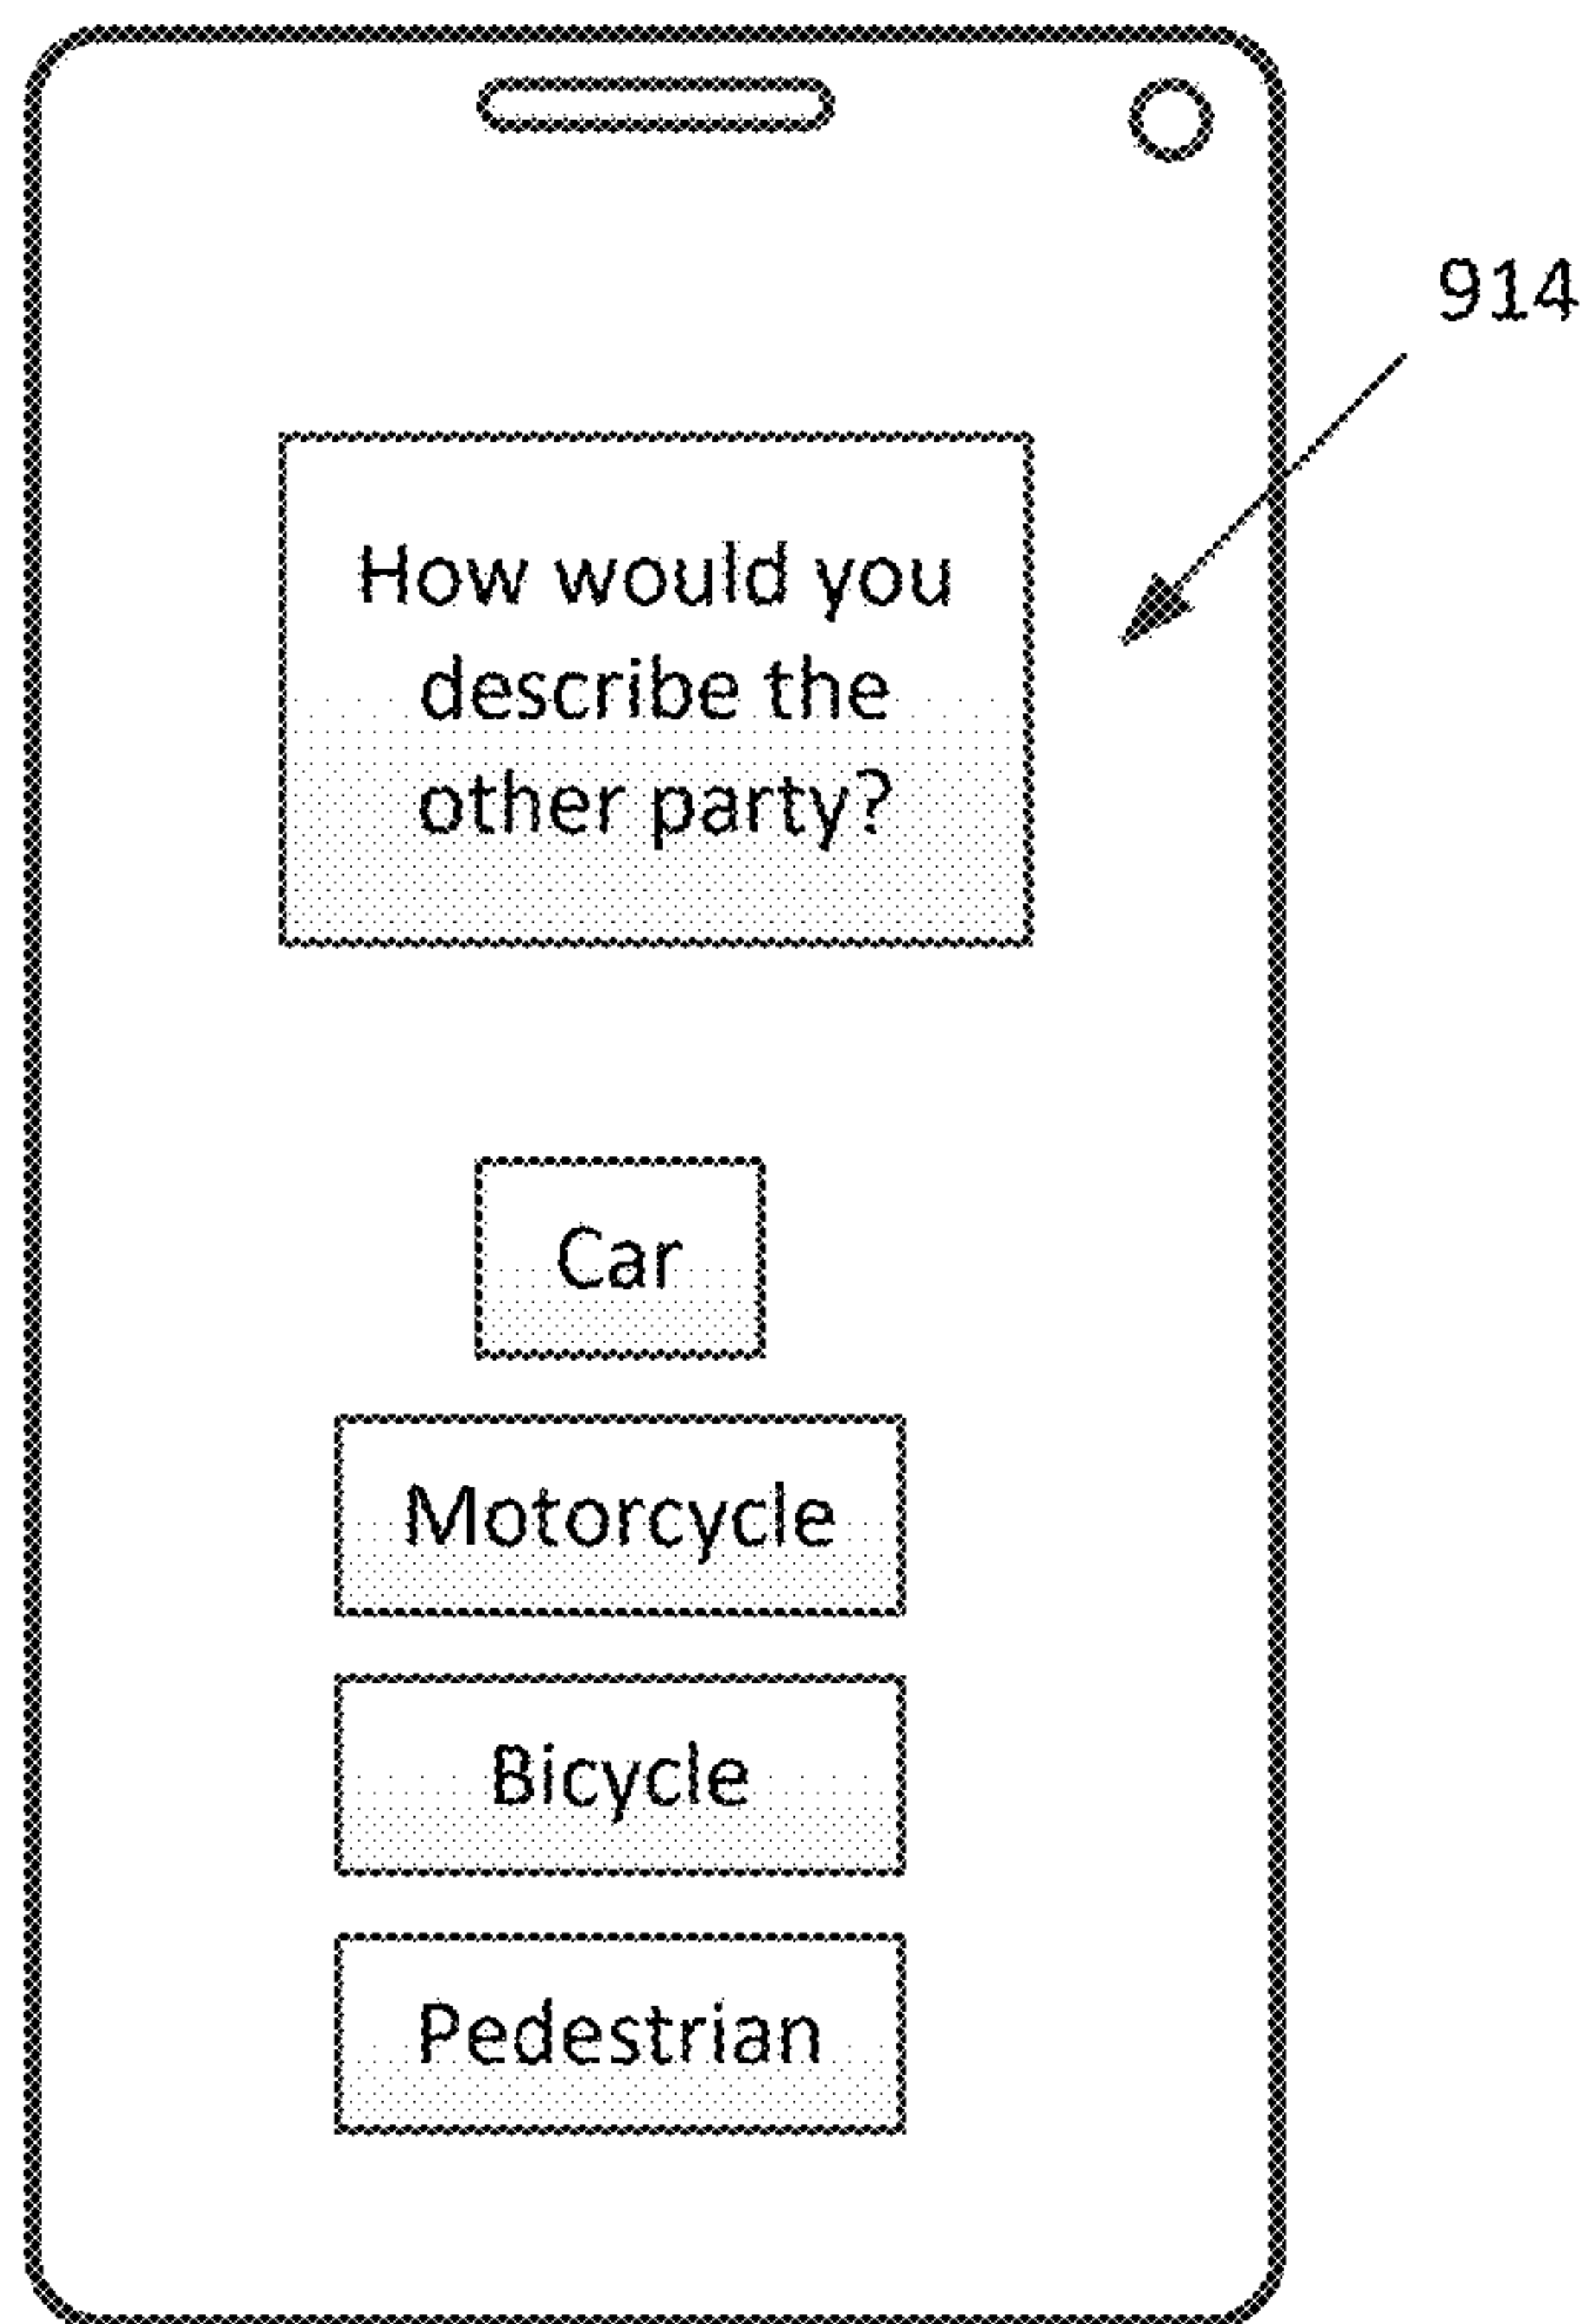 914
How would you
describe the
other party?
Car
Motorcycle
Bicycle
Pedestrian